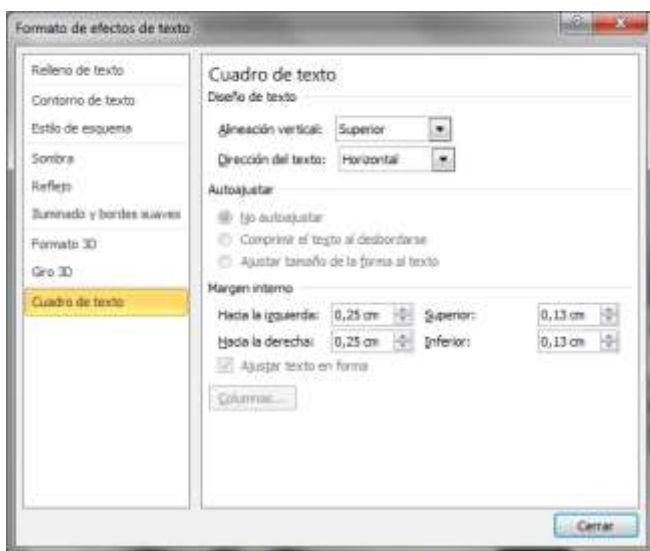 Formato de efectos de texto
Relleno de texto
Contorno de texto
Estilo de esquema
Sombra
Reflejo
Iluminado y bordes suaves
Formato 3D
Giro 3D
Cuadro de texto
Cuadro de texto
Diseño de texto
Alineación vertical: Superior
Dirección del texto: Horizontal
Autoajustar
No autoajustar
Comprimir el texto al desbordarse
Ajustar tamaño de la forma al texto
Margen interno
Hacia la izquierda: 0,25 cm Superior: 0,13 cm
Hacia la derecha: 0,25 cm Inferior: 0,13 cm
Ajustar texto en forma
Columnas...
Cerrar